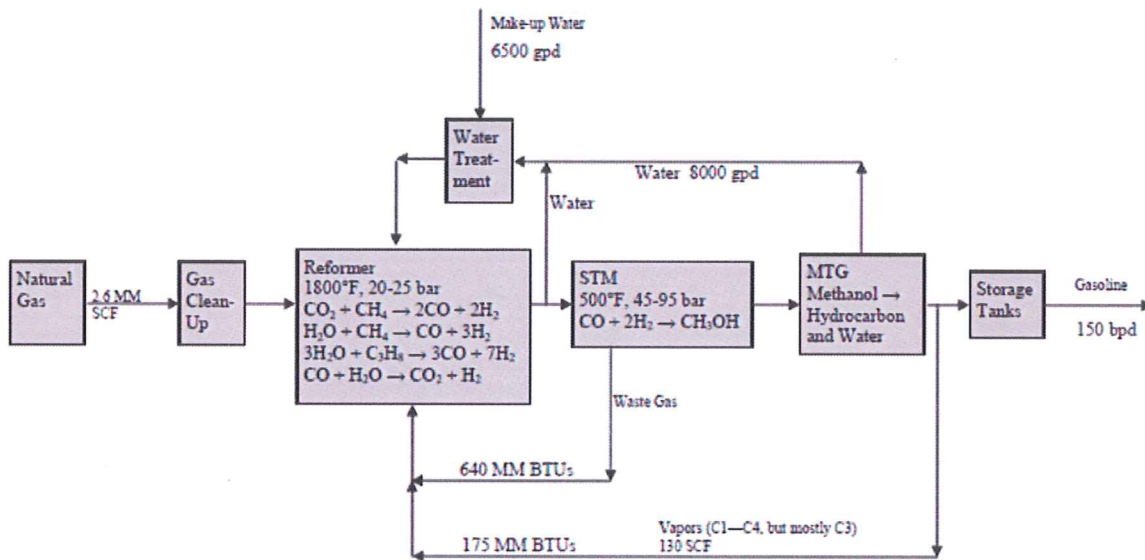 Make-up Water
6500 gpd
Water
Treat-
ment
Water 8000 gpd
Water
Natural
Gas
2.6 MM
SCF
Gas
Clean-
Up
Reformer
1800°F, 20-25 bar
CO₂ + CH₄ → 2CO + 2H₂
H₂O + CH₄ → CO + 3H₂
3H₂O + C₃H₈ → 3CO + 7H₂
CO + H₂O → CO₂ + H₂
STM
500°F, 45-95 bar
CO + 2H₂ → CH₃OH
MTG
Methanol →
Hydrocarbon
and Water
Storage
Tanks
Gasoline
150 bpd
Waste Gas
640 MM BTUs
Vapors (C1—C4, but mostly C3)
175 MM BTUs
130 SCF